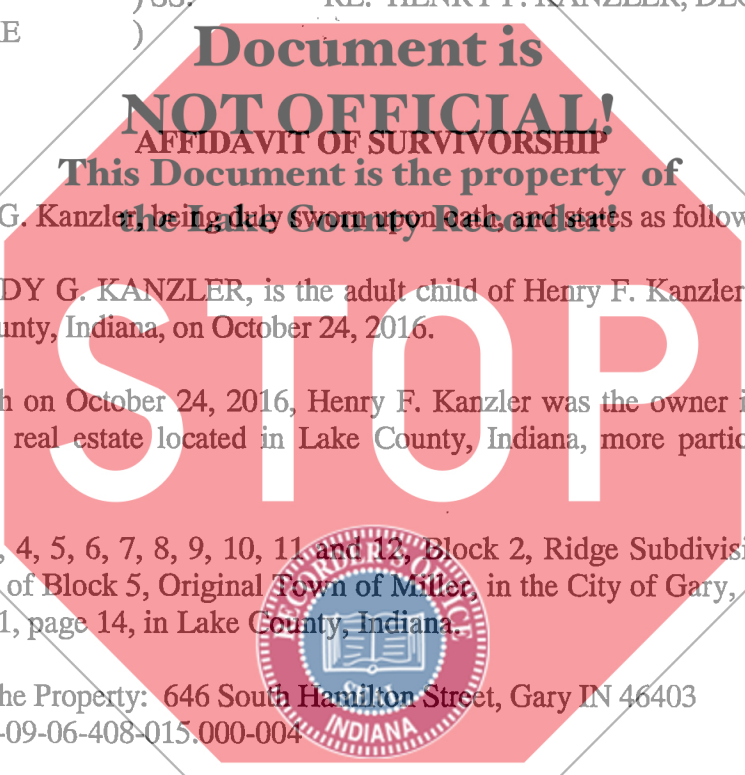 ) SS: RE: HENRY F. KANZLER, DEC
E )
Document is
NOT OFFICIAL!
AFFIDAVIT OF SURVIVORSHIP
This Document is the property of
the Lake County Recorder!
G. Kanzler, being duly sworn upon oath, and states as follow
DY G. KANZLER, is the adult child of Henry F. Kanzler
unty, Indiana, on October 24, 2016.
h on October 24, 2016, Henry F. Kanzler was the owner i
real estate located in Lake County, Indiana, more partic
STOP
, 4, 5, 6, 7, 8, 9, 10, 11 and 12, Block 2, Ridge Subdivisi
of Block 5, Original Town of Miller, in the City of Gary,
1, page 14, in Lake County, Indiana.
RECORDER'S OFFICE
he Property: 646 South Hamilton Street, Gary IN 46403
SEAL
-09-06-408-015.000-004
INDIANA